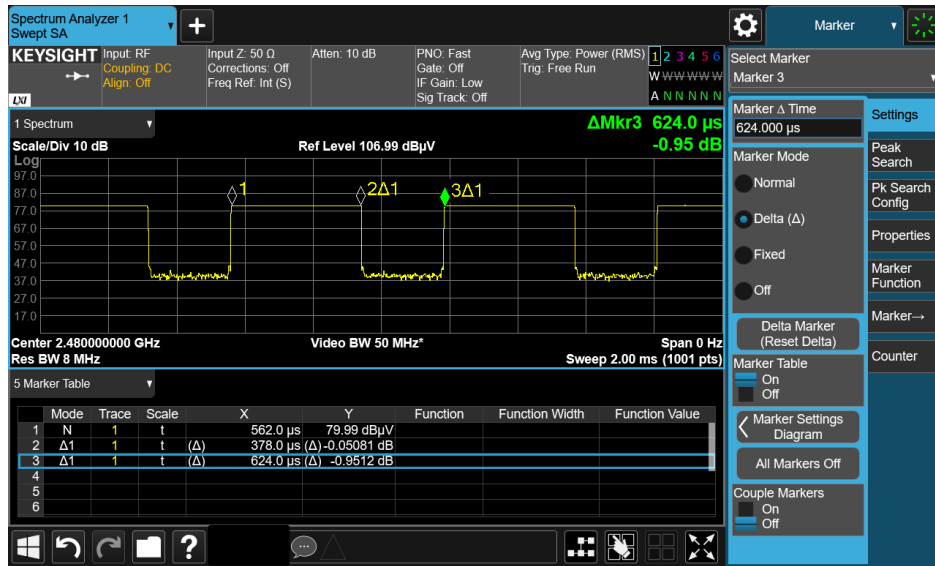 Spectrum Analyzer 1
Swept SA
Marker
KEYSIGHT
LXI
Input: RF
Coupling: DC
Align: Off
Input Z: 50 Ω
Corrections: Off
Freq Ref: Int (S)
Atten: 10 dB
PNO: Fast
Gate: Off
IF Gain: Low
Sig Track: Off
Avg Type: Power (RMS)
Trig: Free Run
1 2 3 4 5 6
W W W W W W
A N N N N N
Select Marker
Marker 3
1 Spectrum
ΔMkr3 624.0 µs
-0.95 dB
Scale/Div 10 dB
Ref Level 106.99 dBµV
Log
97.0
87.0
77.0
67.0
57.0
47.0
37.0
27.0
17.0
1
2Δ1
3Δ1
Center 2.480000000 GHz
Video BW 50 MHz*
Span 0 Hz
Res BW 8 MHz
Sweep 2.00 ms (1001 pts)
5 Marker Table
Mode Trace Scale X Y Function Function Width Function Value
1 N 1 t 562.0 µs 79.99 dBµV
2 Δ1 1 t (Δ) 378.0 µs (Δ) -0.05081 dB
3 Δ1 1 t (Δ) 624.0 µs (Δ) -0.9512 dB
4
5
6
Marker Δ Time
624.000 µs
Marker Mode
Normal
Delta (Δ)
Fixed
Off
Delta Marker
(Reset Delta)
Marker Table
On
Off
Marker Settings
Diagram
All Markers Off
Couple Markers
On
Off
Settings
Peak
Search
Pk Search
Config
Properties
Marker
Function
Marker→
Counter
?